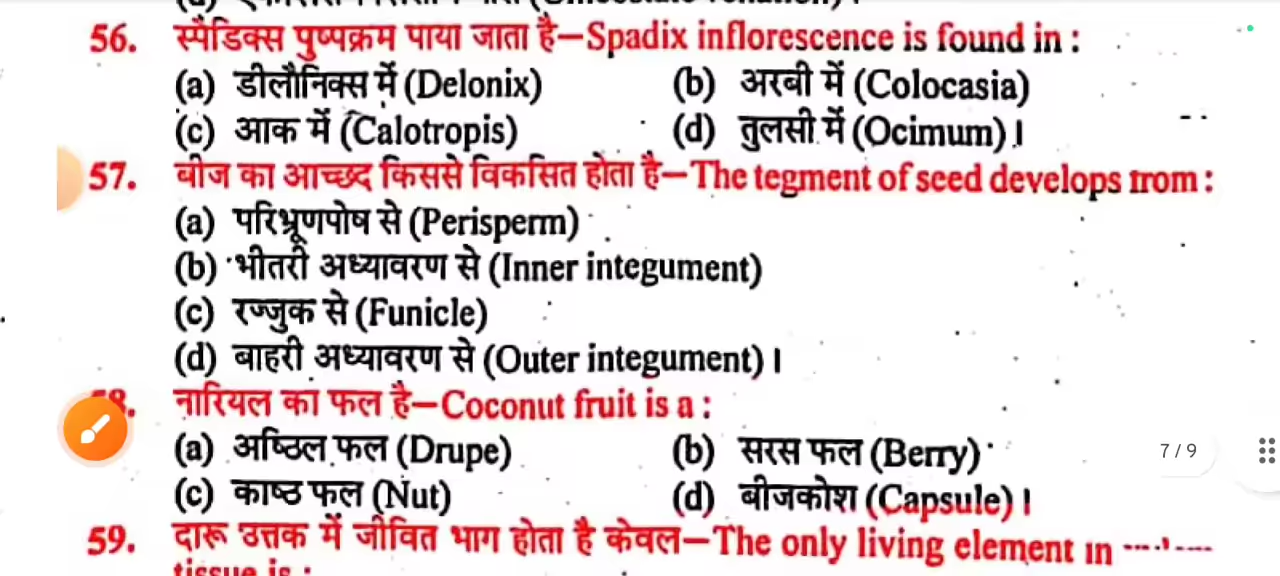 56. स्पैडिक्स पुष्पक्रम पाया जाता है—Spadix inflorescence is found in :
(a) डीलौनिक्स में (Delonix) (b) अरबी में (Colocasia)
(c) आक में (Calotropis) (d) तुलसी में (Ocimum)।
57. बीज का आच्छद किससे विकसित होता है—The tegment of seed develops from :
(a) परिभ्रूणपोष से (Perisperm)
(b) भीतरी अध्यावरण से (Inner integument)
(c) रज्जुक से (Funicle)
(d) बाहरी अध्यावरण से (Outer integument)।
58. नारियल का फल है—Coconut fruit is a :
(a) अष्ठिल फल (Drupe) (b) सरस फल (Berry)
(c) काष्ठ फल (Nut) (d) बीजकोश (Capsule)।
7/9
59. दारू उत्तक में जीवित भाग होता है केवल—The only living element in
tissue is :